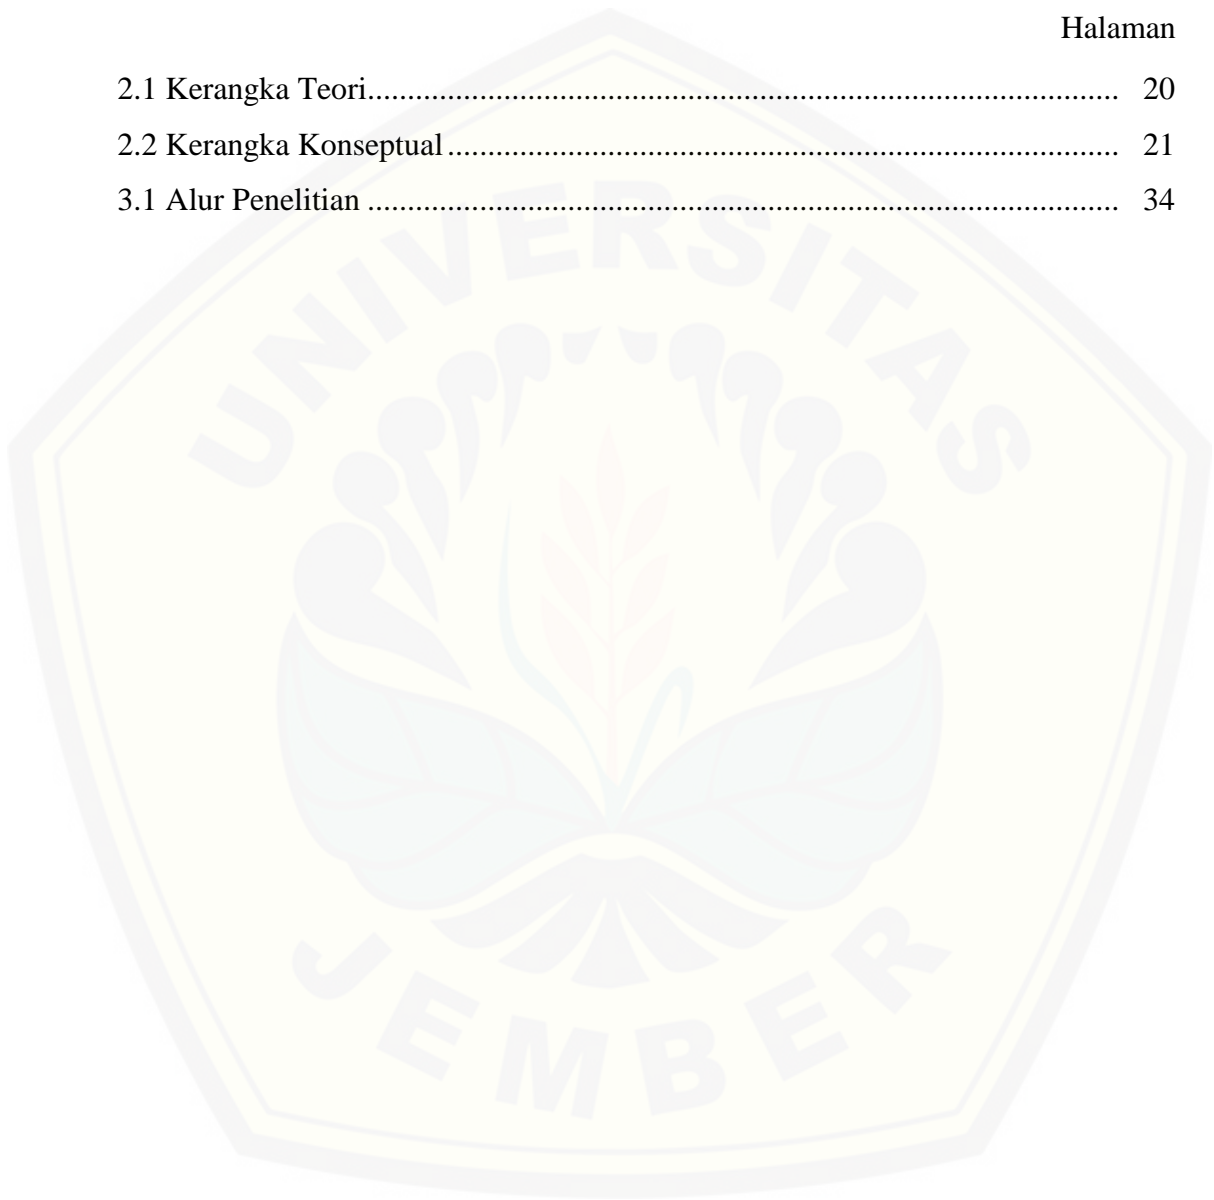 Halaman
2.1 Kerangka Teori.............................................................................................. 20
2.2 Kerangka Konseptual.................................................................................... 21
3.1 Alur Penelitian .............................................................................................. 34
UNIVERSITAS
JEMBER